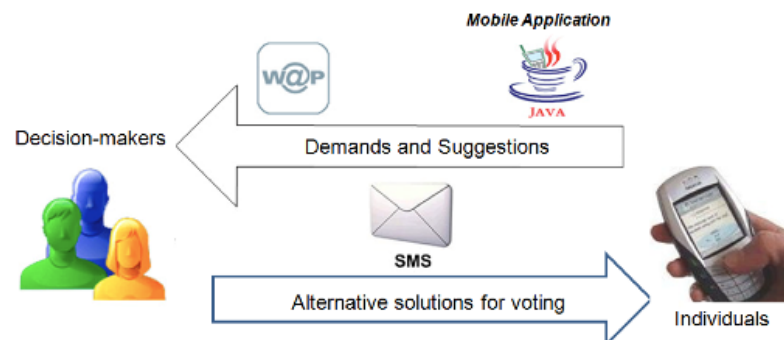 Mobile Application
W@P
JAVA
Decision-makers
Demands and Suggestions
SMS
Alternative solutions for voting
Individuals